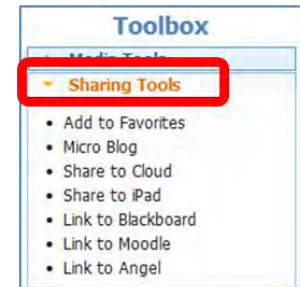 Toolbox
Media Tools
Sharing Tools
• Add to Favorites
• Micro Blog
• Share to Cloud
• Share to iPad
• Link to Blackboard
• Link to Moodle
• Link to Angel